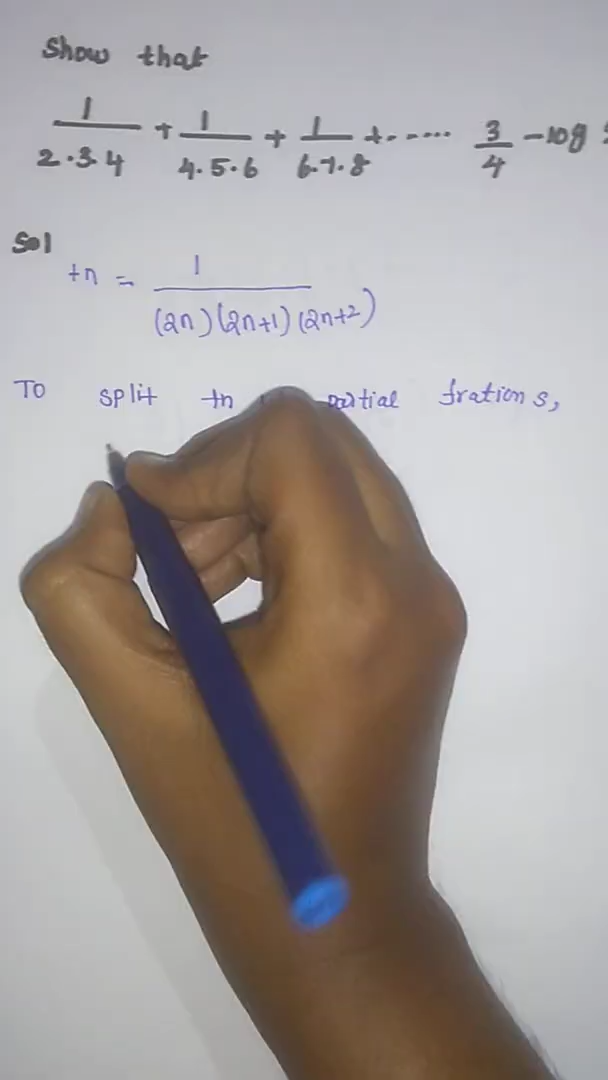 Show that
1/2·3·4 + 1/4·5·6 + 1/6·7·8 + ...... 3/4 - log
Sol
tn = 1/(2n)(2n+1)(2n+2)
To split tn partial frations,